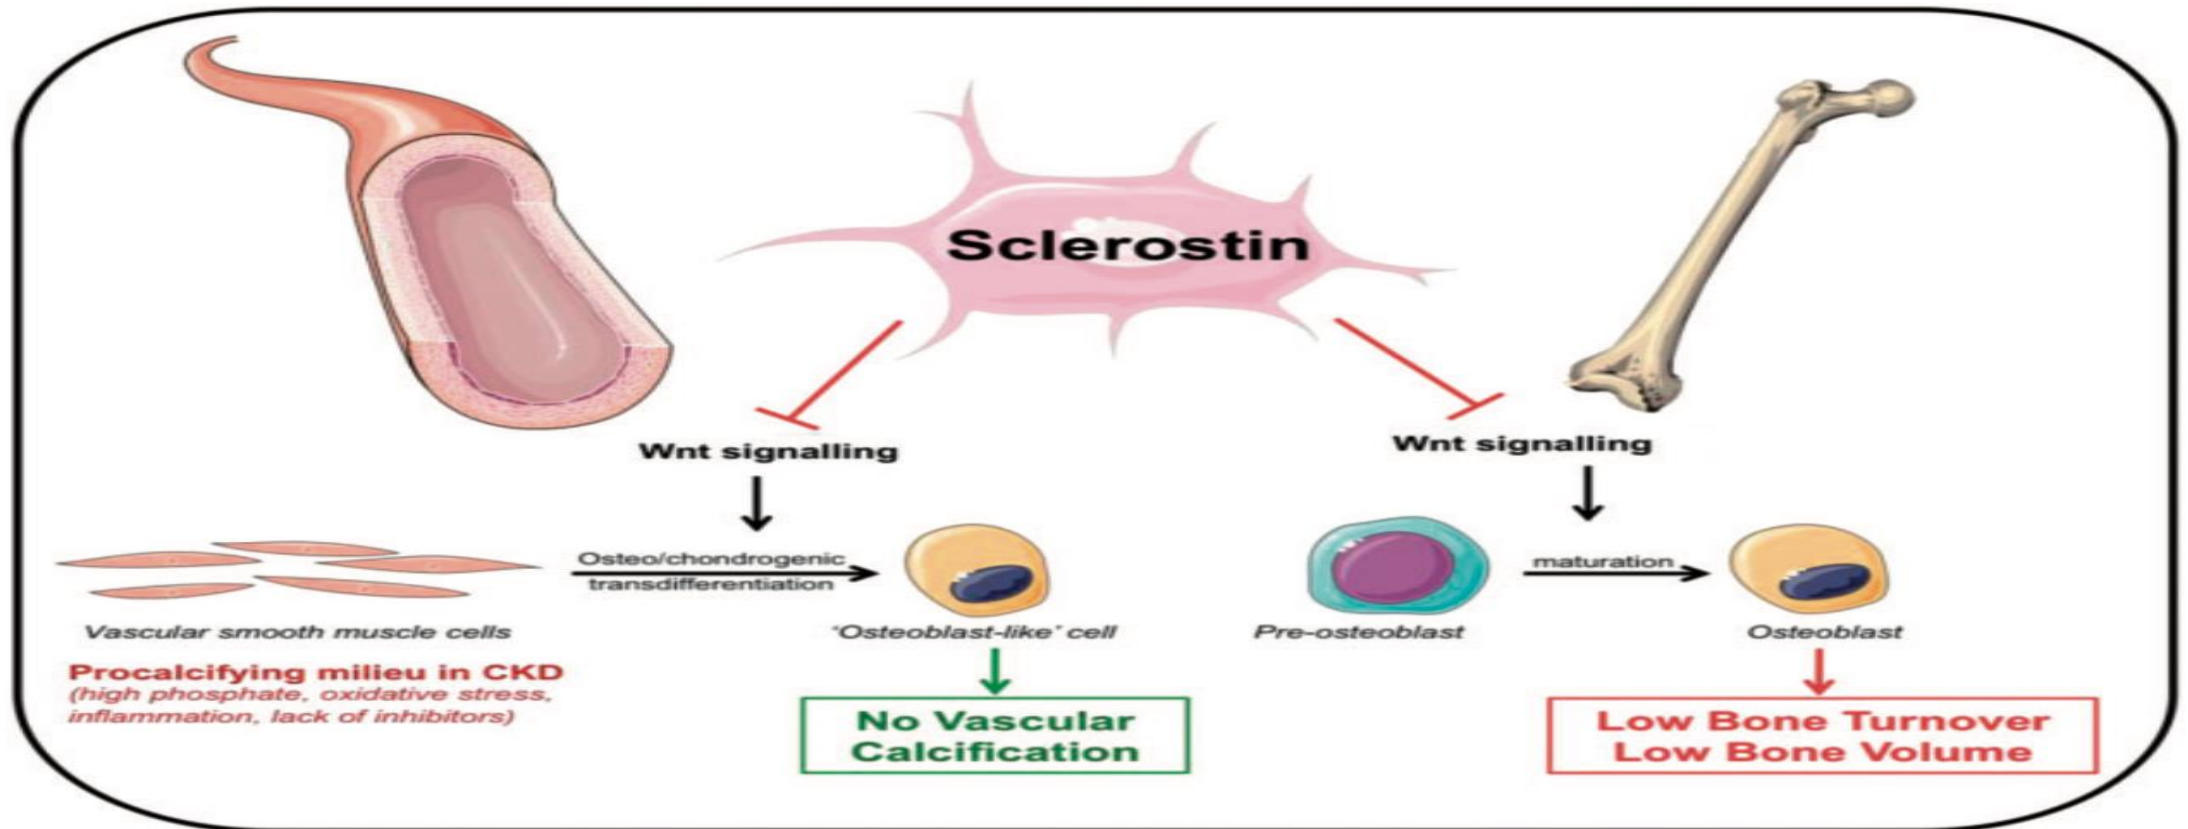 Sclerostin
Wnt signalling
Wnt signalling
Osteo/chondrogenic
transdifferentiation
maturation
Vascular smooth muscle cells
'Osteoblast-like' cell
Pre-osteoblast
Osteoblast
Procalcifying milieu in CKD
(high phosphate, oxidative stress,
inflammation, lack of inhibitors)
No Vascular
Calcification
Low Bone Turnover
Low Bone Volume